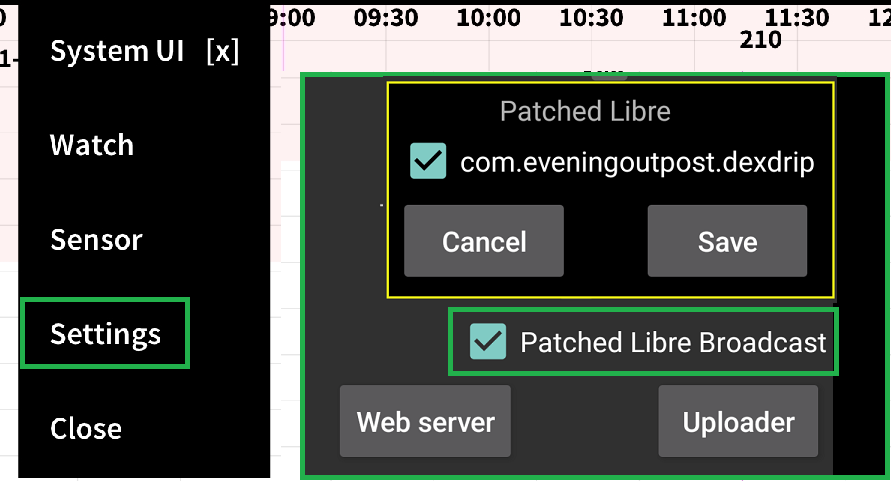 9:00 09:30 10:00 10:30 11:00 11:30 12
210
System UI [x]
Watch
Sensor
Settings
Close
Patched Libre
com.eveningoutpost.dexdrip
Cancel Save
Patched Libre Broadcast
Web server Uploader